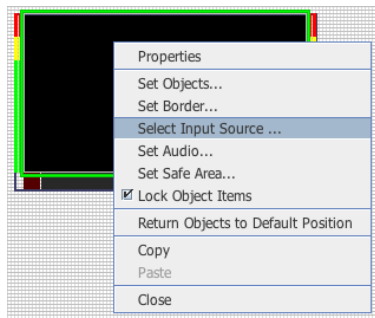 Properties
Set Objects...
Set Border...
Select Input Source ...
Set Audio...
Set Safe Area...
Lock Object Items
Return Objects to Default Position
Copy
Paste
Close